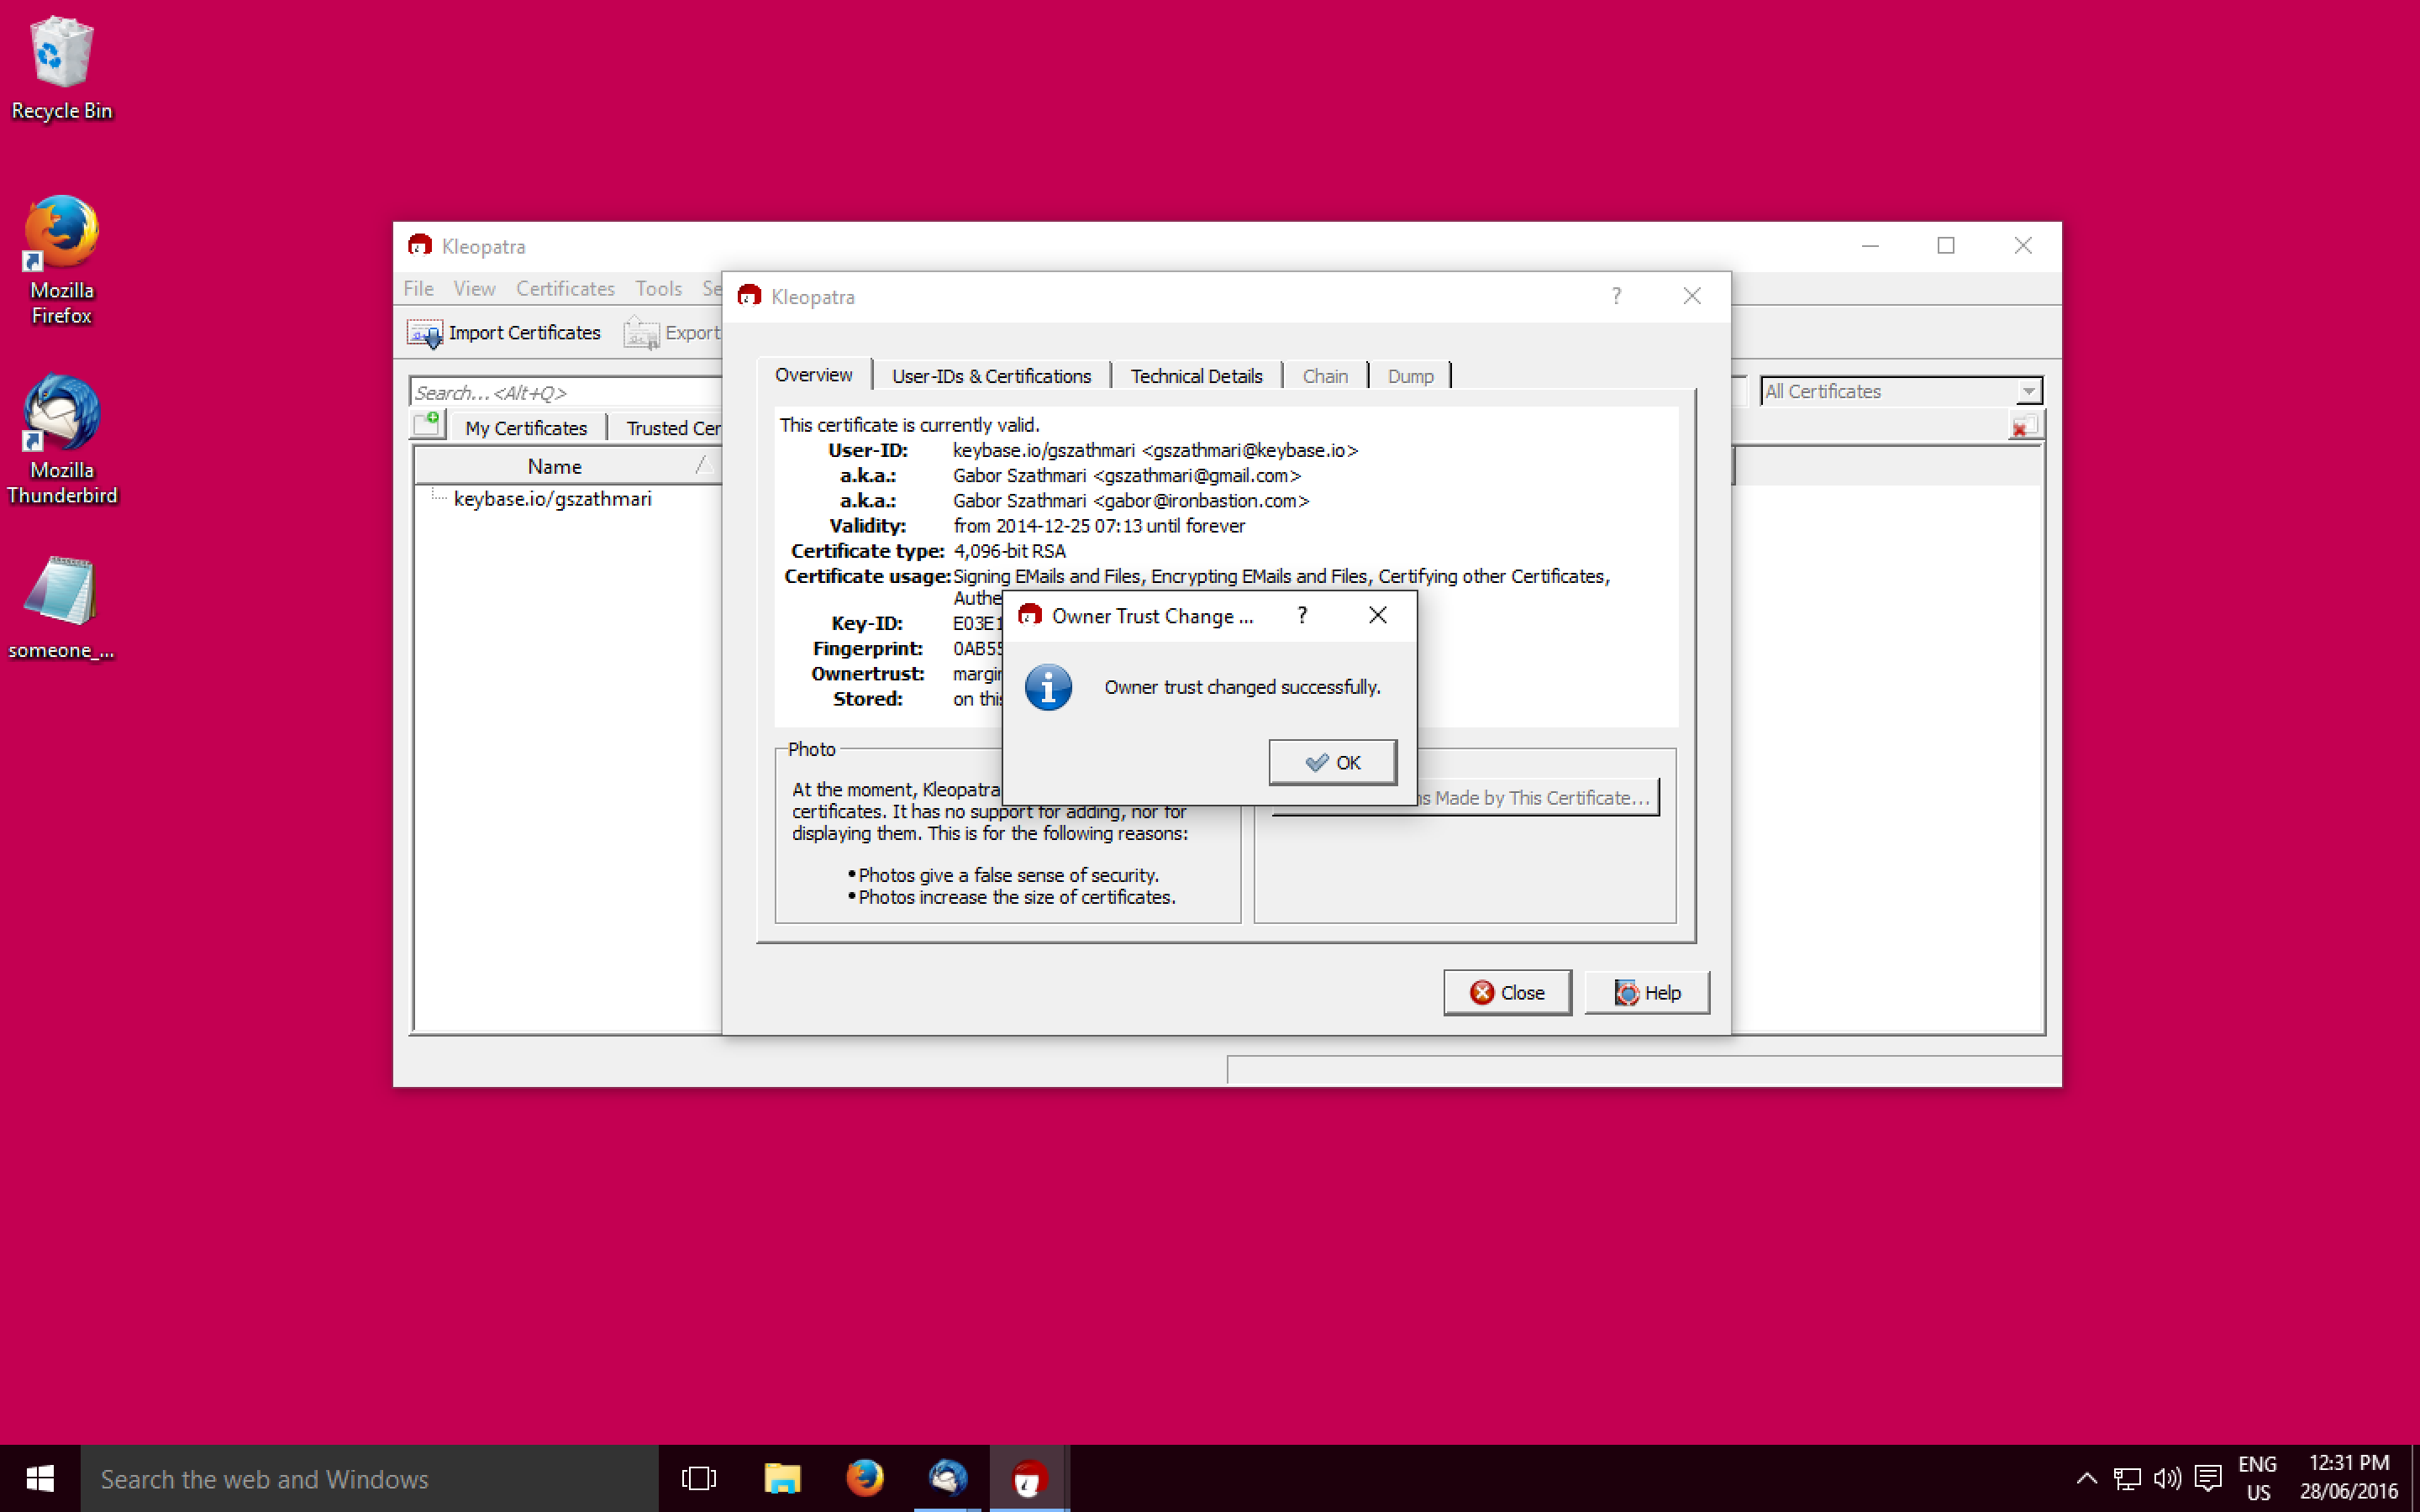 Recycle Bin
Mozilla
Firefox
Mozilla
Thunderbird
someone_...
Kleopatra
File View Certificates Tools
Import Certificates Export
Search...<Alt+Q>
All Certificates
My Certificates Trusted Cer
Name
keybase.io/gszathmari
Kleopatra
?
Overview User-IDs & Certifications Technical Details Chain Dump
This certificate is currently valid.
User-ID: keybase.io/gszathmari <gszathmari@keybase.io>
a.k.a.: Gabor Szathmari <gszathmari@gmail.com>
a.k.a.: Gabor Szathmari <gabor@ironbastion.com>
Validity: from 2014-12-25 07:13 until forever
Certificate type: 4,096-bit RSA
Certificate usage: Signing EMails and Files, Encrypting EMails and Files, Certifying other Certificates,
Authe
Key-ID: E03E1
Fingerprint: 0AB55
Ownertrust: margin
Stored: on this
Owner Trust Change ... ?
Owner trust changed successfully.
OK
Photo
At the moment, Kleopatra
certificates. It has no support for adding, nor for
displaying them. This is for the following reasons:
•Photos give a false sense of security.
•Photos increase the size of certificates.
s Made by This Certificate...
Close Help
Search the web and Windows
ENG
US
12:31 PM
28/06/2016